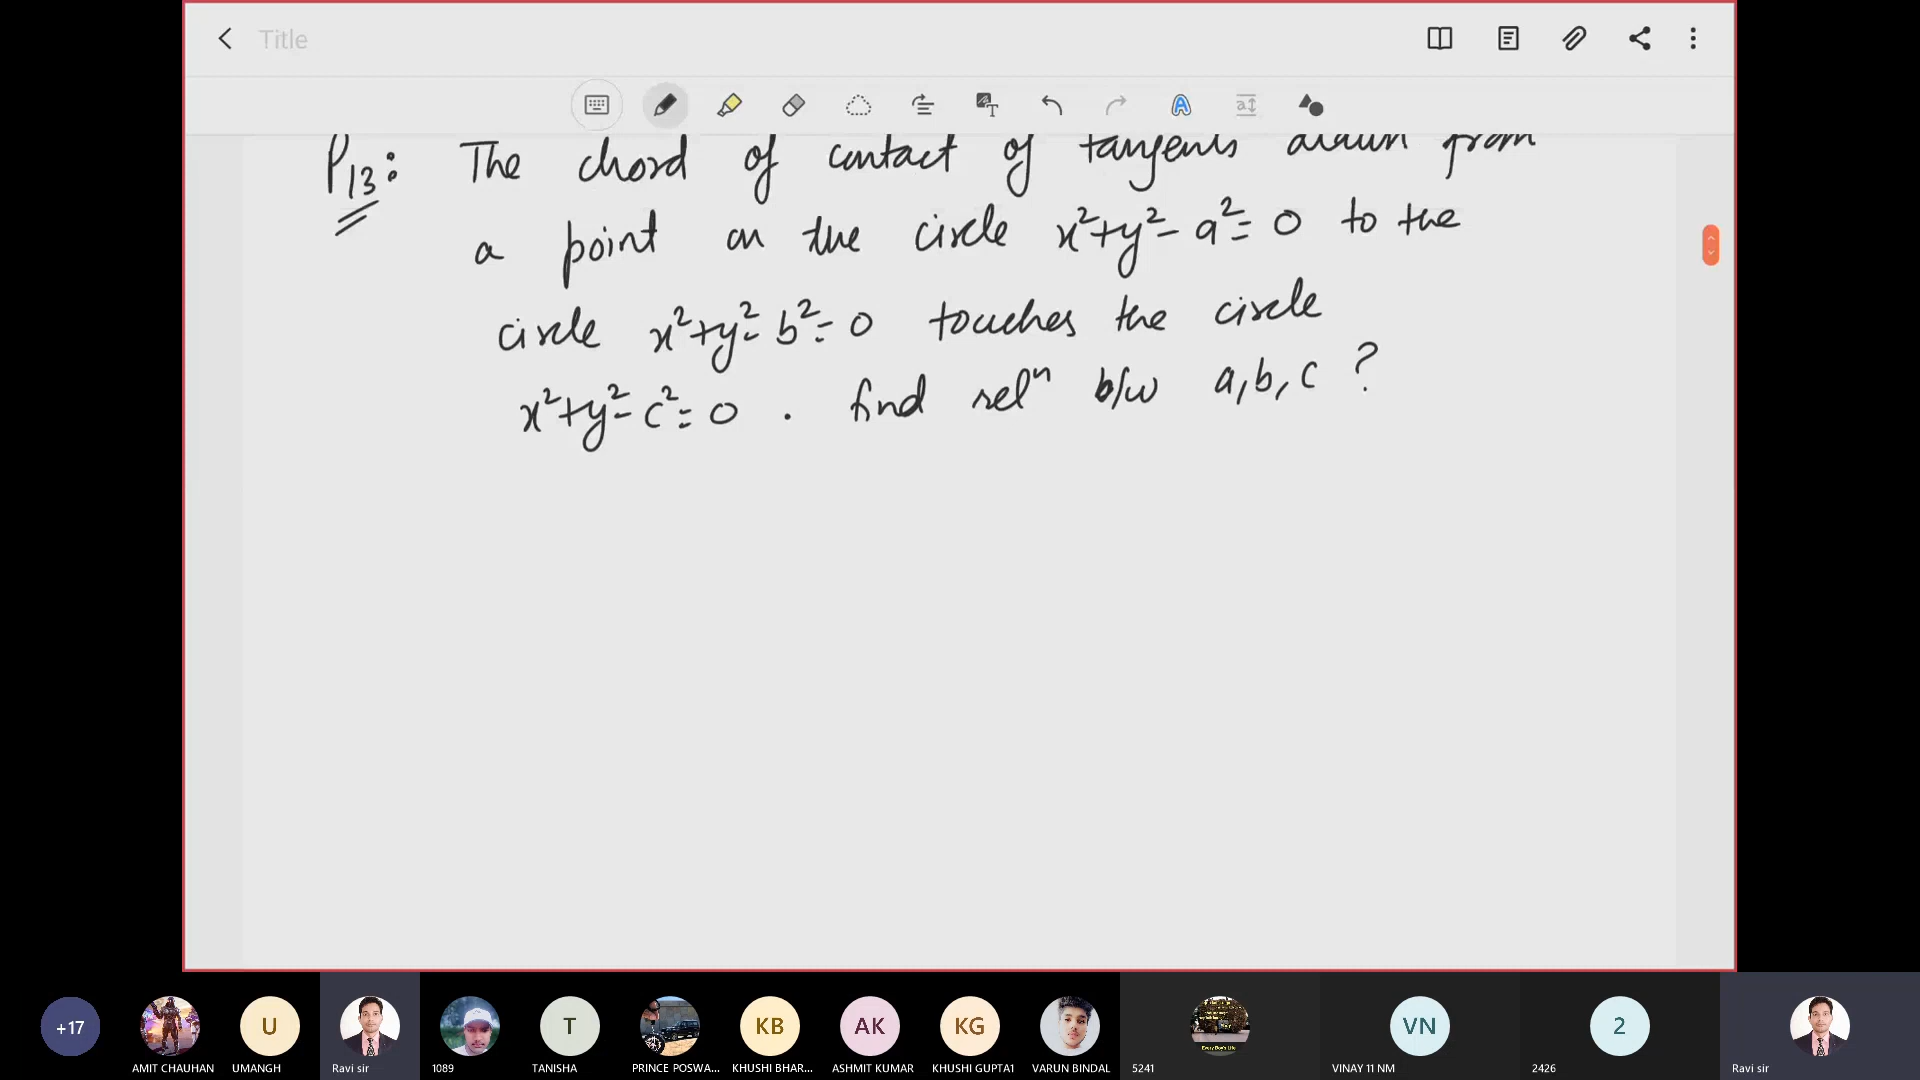 Title
P13: The chord of contact of tangents drawn from
a point on the circle x²+y²-a²=0 to the
circle x²+y²-b²=0 touches the circle
x²+y²-c²=0 . find relⁿ b/w a,b,c ?
+17
U
T
KB
AK
KG
Every Boy's Life
VN
2
AMIT CHAUHAN UMANGH Ravi sir 1089 TANISHA PRINCE POSWA... KHUSHI BHAR... ASHMIT KUMAR KHUSHI GUPTA1 VARUN BINDAL 5241 VINAY 11 NM 2426 Ravi sir